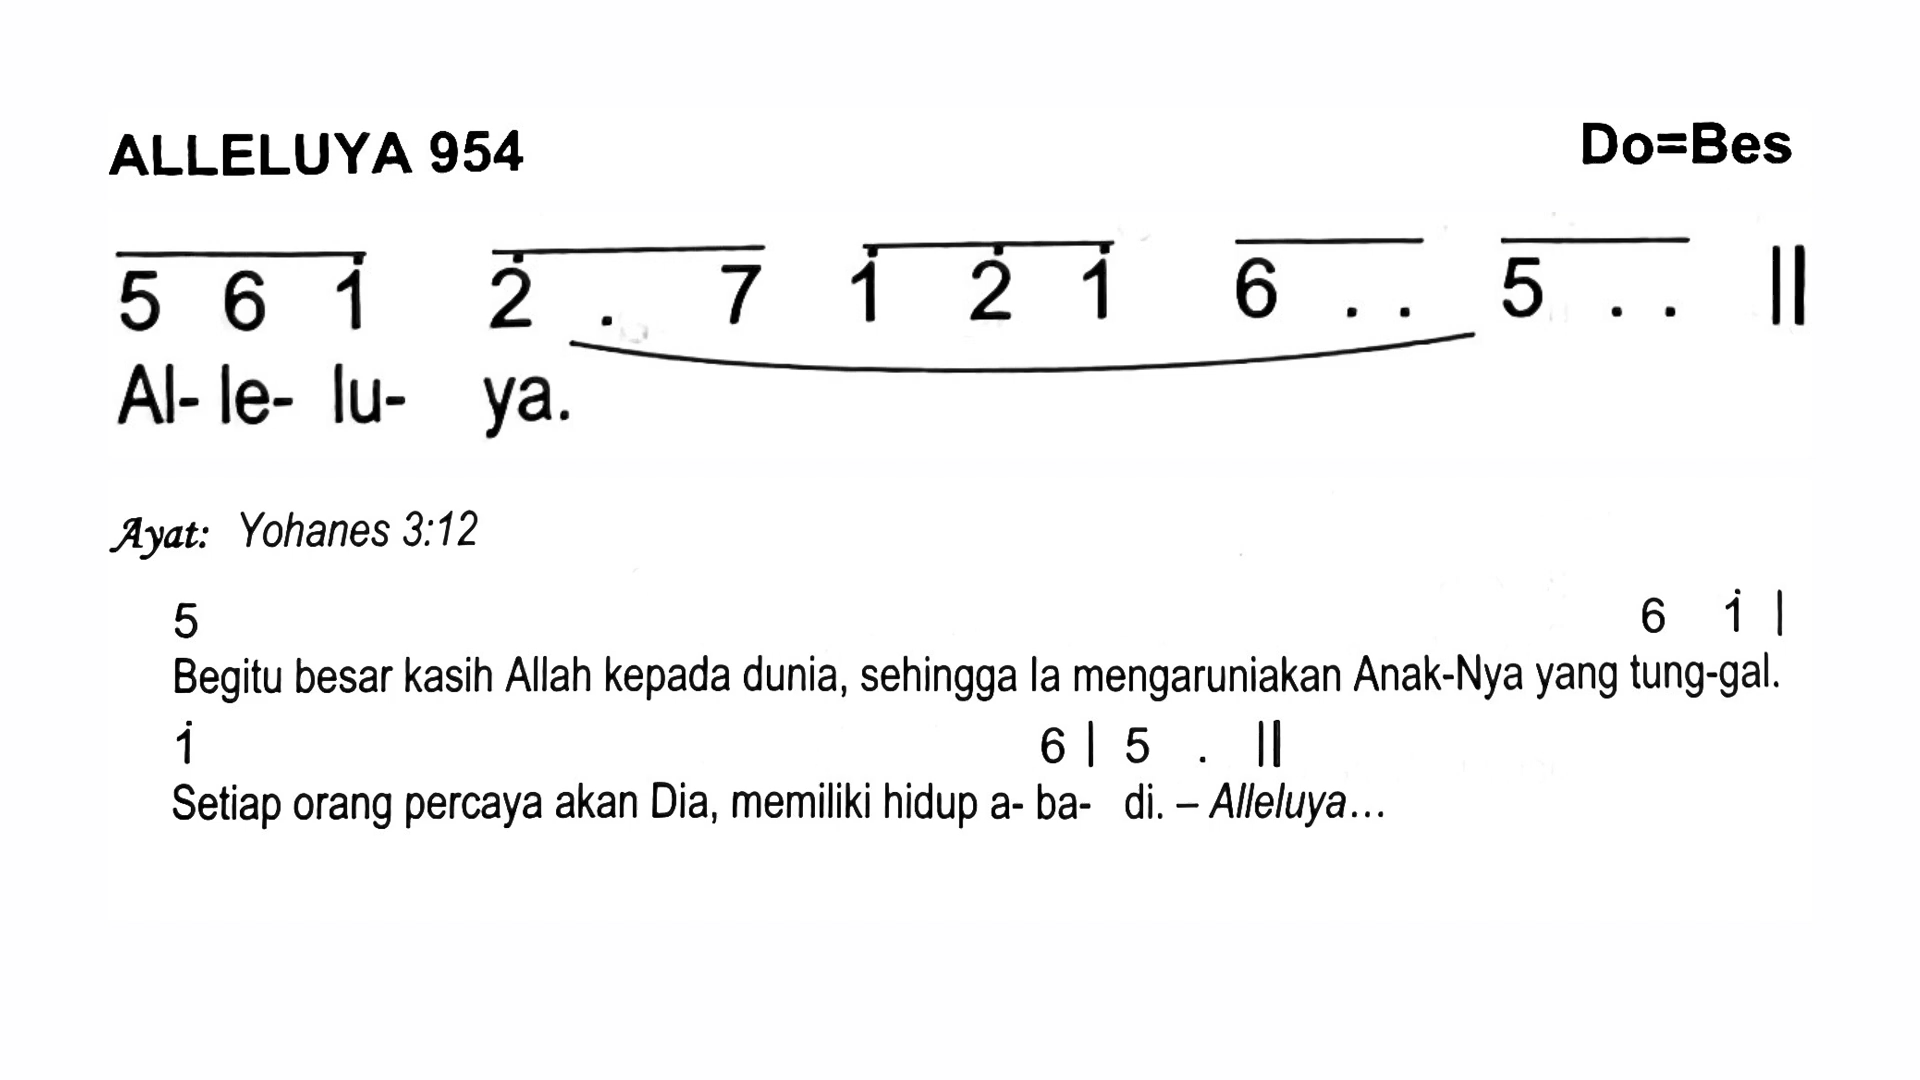 ALLELUYA 954 Do=Bes
5 6 1̇ 2̇ . 7 1̇ 2̇ 1̇ 6 . . 5 . . ||
Al- le- lu- ya.
Ayat: Yohanes 3:12
5 6 1̇ |
Begitu besar kasih Allah kepada dunia, sehingga Ia mengaruniakan Anak-Nya yang tung-gal.
1̇ 6 | 5 . ||
Setiap orang percaya akan Dia, memiliki hidup a- ba- di. – Alleluya...